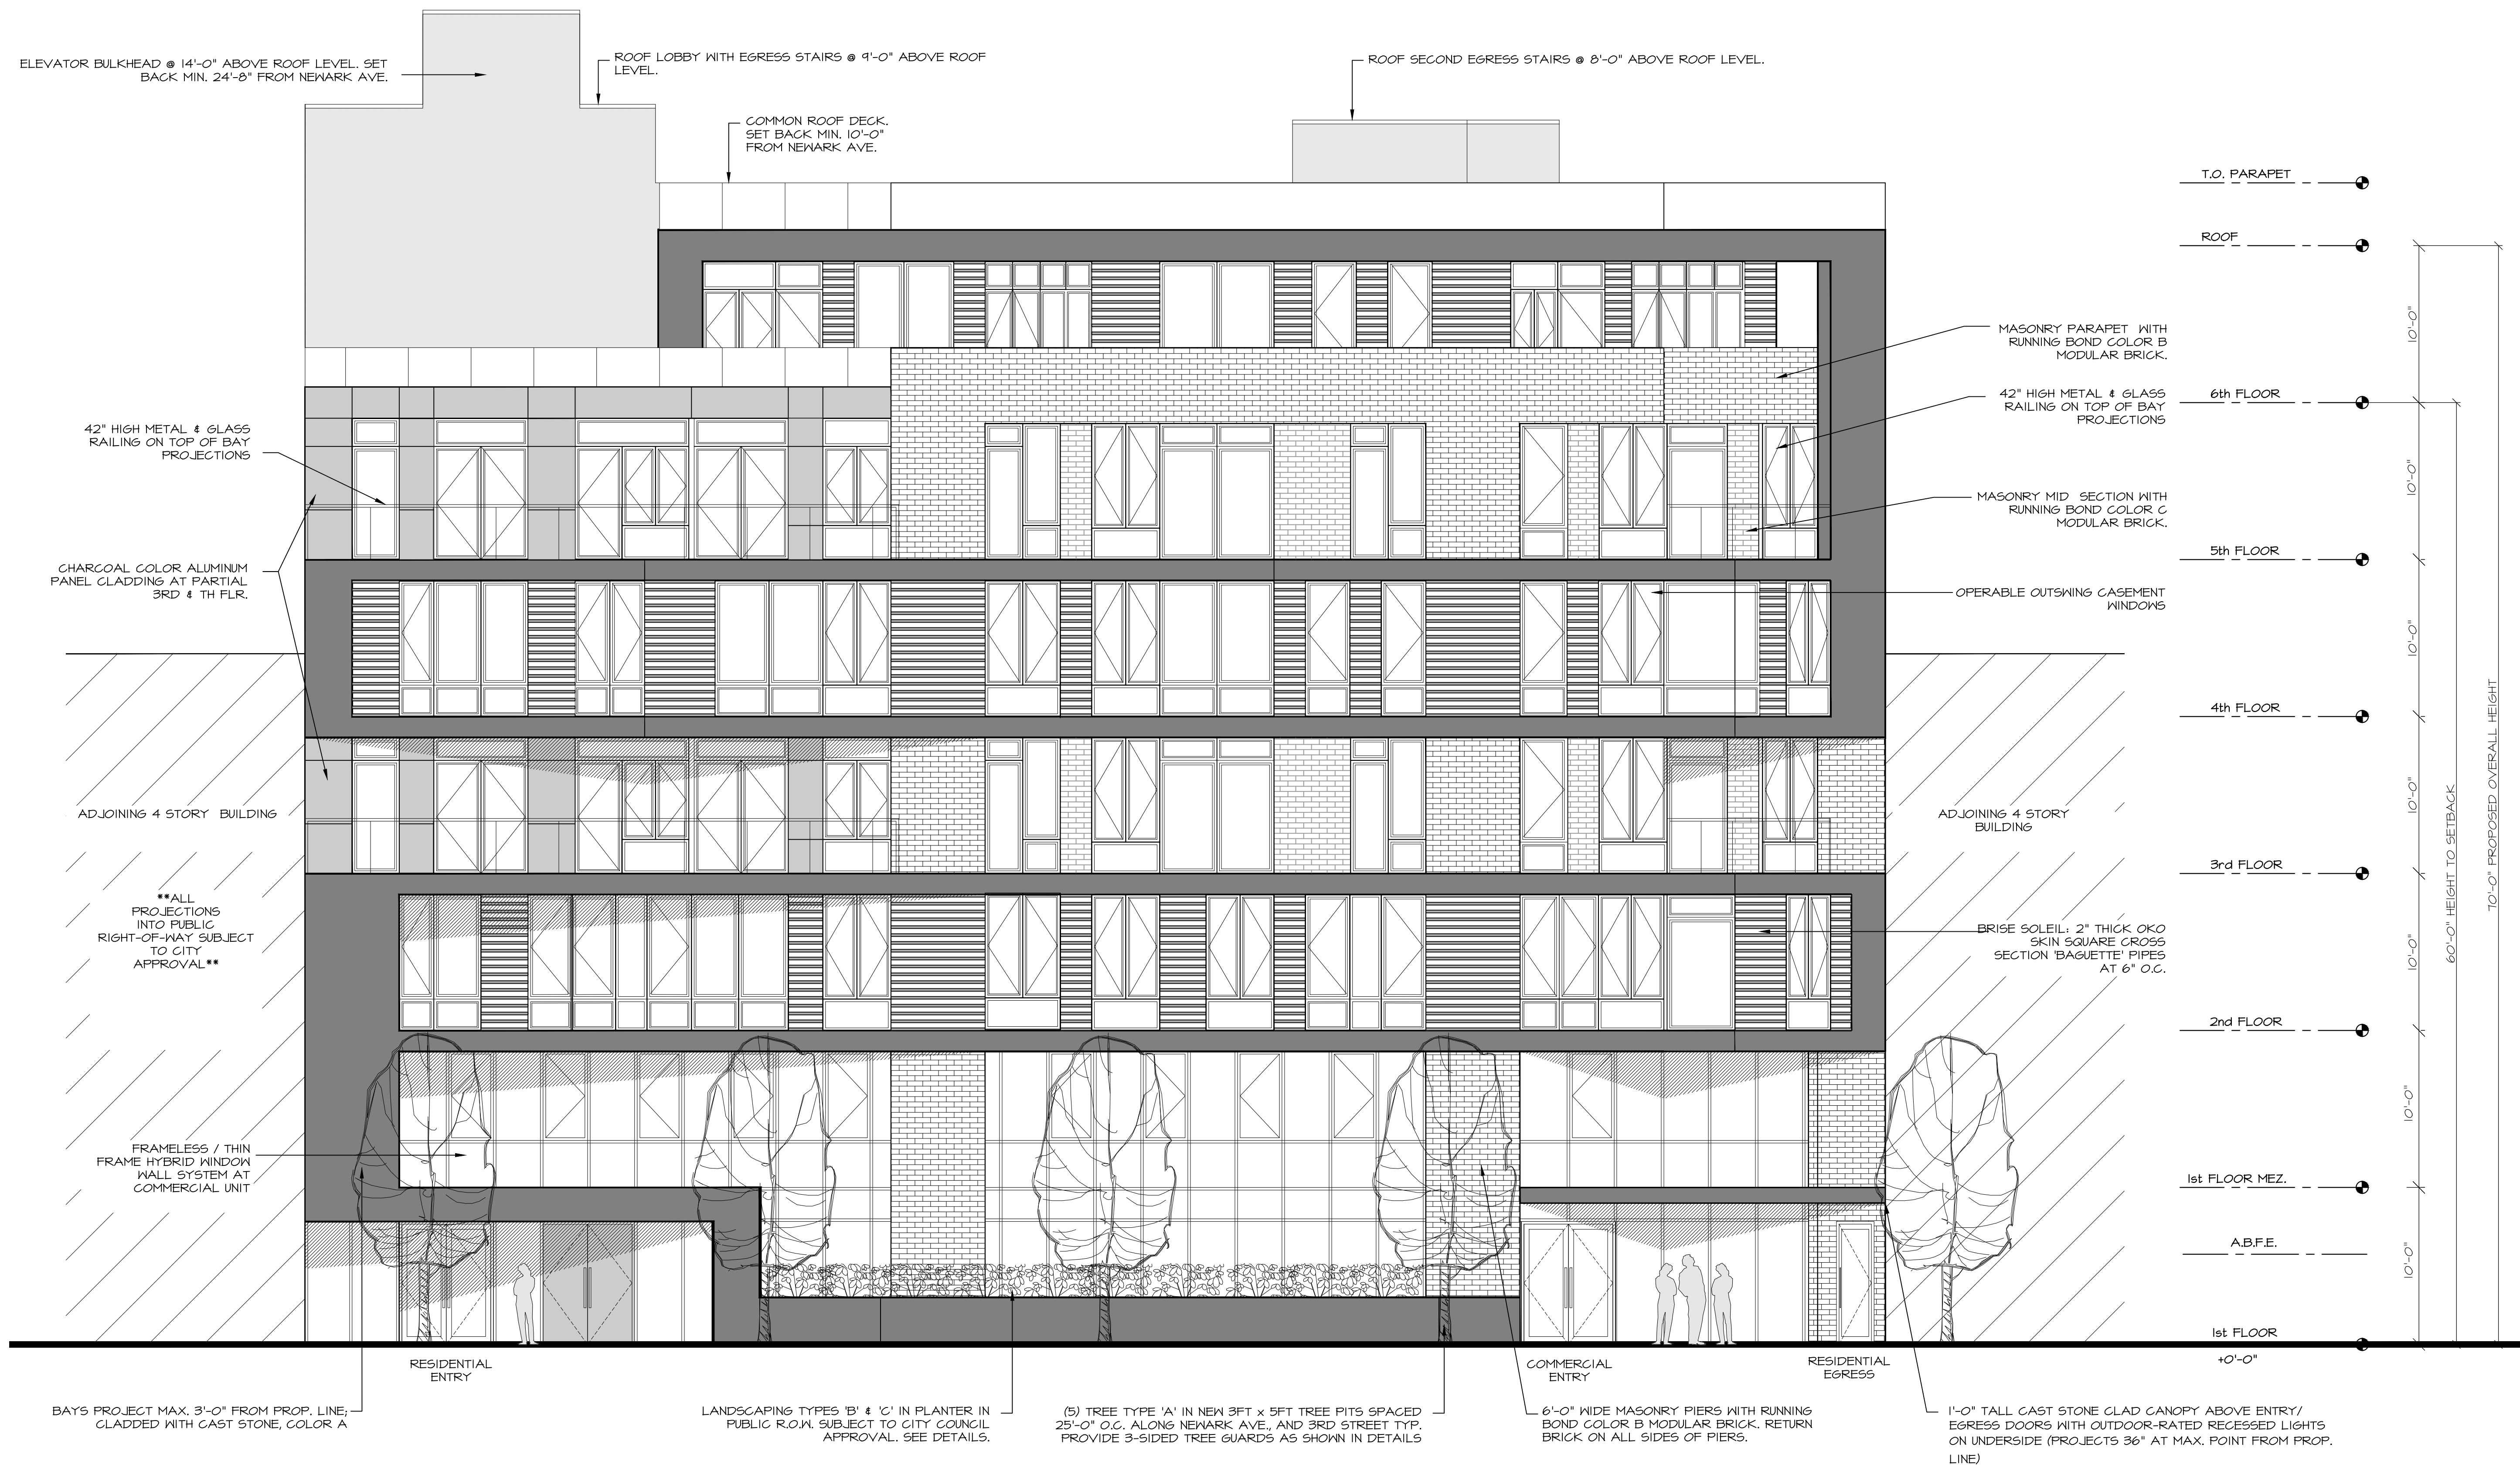 ELEVATOR BULKHEAD @ 14'-0" ABOVE ROOF LEVEL. SET
BACK MIN. 24'-8" FROM NEWARK AVE.
ROOF LOBBY WITH EGRESS STAIRS @ 9'-0" ABOVE ROOF
LEVEL.
ROOF SECOND EGRESS STAIRS @ 8'-0" ABOVE ROOF LEVEL.
COMMON ROOF DECK.
SET BACK MIN. 10'-0"
FROM NEWARK AVE.
T.O. PARAPET
ROOF
10'-0"
MASONRY PARAPET WITH
RUNNING BOND COLOR B
MODULAR BRICK.
42" HIGH METAL & GLASS
RAILING ON TOP OF BAY
PROJECTIONS
6th FLOOR
42" HIGH METAL & GLASS
RAILING ON TOP OF BAY
PROJECTIONS
10'-0"
MASONRY MID SECTION WITH
RUNNING BOND COLOR C
MODULAR BRICK.
5th FLOOR
CHARCOAL COLOR ALUMINUM
PANEL CLADDING AT PARTIAL
3RD & TH FLR.
OPERABLE OUTSWING CASEMENT
WINDOWS
10'-0"
4th FLOOR
ADJOINING 4 STORY BUILDING
ADJOINING 4 STORY
BUILDING
10'-0"
60'-0" HEIGHT TO SETBACK
70'-0" PROPOSED OVERALL HEIGHT
3rd FLOOR
**ALL
PROJECTIONS
INTO PUBLIC
RIGHT-OF-WAY SUBJECT
TO CITY
APPROVAL**
BRISE SOLEIL: 2" THICK OKO
SKIN SQUARE CROSS
SECTION 'BAGUETTE' PIPES
AT 6" O.C.
10'-0"
2nd FLOOR
10'-0"
FRAMELESS / THIN
FRAME HYBRID WINDOW
WALL SYSTEM AT
COMMERCIAL UNIT
1st FLOOR MEZ.
A.B.F.E.
10'-0"
1st FLOOR
+0'-0"
RESIDENTIAL
ENTRY
COMMERCIAL
ENTRY
RESIDENTIAL
EGRESS
BAYS PROJECT MAX. 3'-0" FROM PROP. LINE;
CLADDED WITH CAST STONE, COLOR A
LANDSCAPING TYPES 'B' & 'C' IN PLANTER IN
PUBLIC R.O.W. SUBJECT TO CITY COUNCIL
APPROVAL. SEE DETAILS.
(5) TREE TYPE 'A' IN NEW 3FT x 5FT TREE PITS SPACED
25'-0" O.C. ALONG NEWARK AVE., AND 3RD STREET TYP.
PROVIDE 3-SIDED TREE GUARDS AS SHOWN IN DETAILS
6'-0" WIDE MASONRY PIERS WITH RUNNING
BOND COLOR B MODULAR BRICK. RETURN
BRICK ON ALL SIDES OF PIERS.
1'-0" TALL CAST STONE CLAD CANOPY ABOVE ENTRY/
EGRESS DOORS WITH OUTDOOR-RATED RECESSED LIGHTS
ON UNDERSIDE (PROJECTS 36" AT MAX. POINT FROM PROP.
LINE)